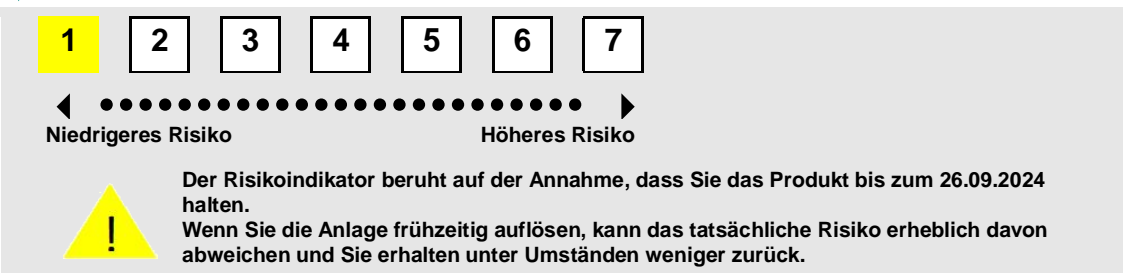 1 2 3 4 5 6 7
Niedrigeres Risiko Höheres Risiko
Der Risikoindikator beruht auf der Annahme, dass Sie das Produkt bis zum 26.09.2024
halten.
Wenn Sie die Anlage frühzeitig auflösen, kann das tatsächliche Risiko erheblich davon
abweichen und Sie erhalten unter Umständen weniger zurück.
!